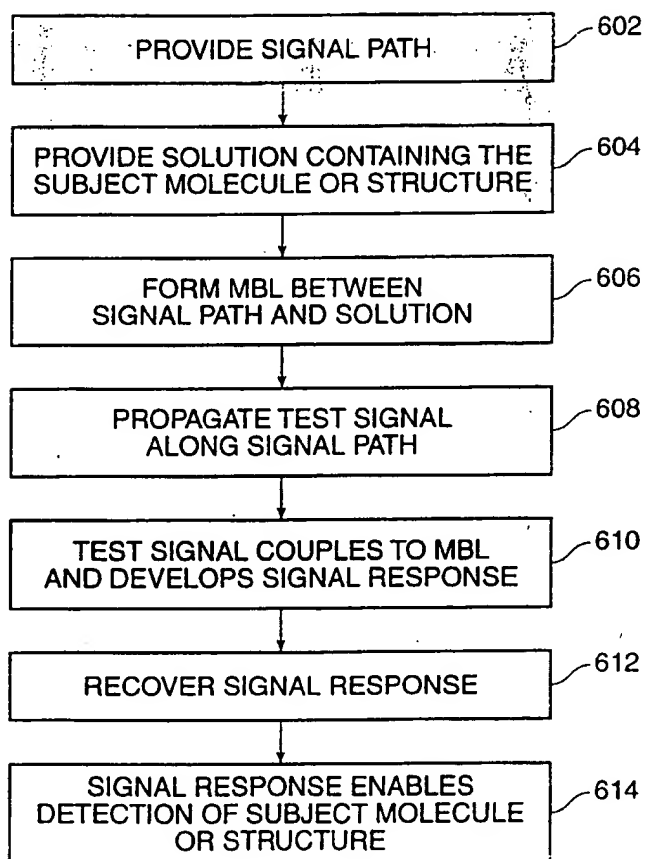 PROVIDE SIGNAL PATH
602
PROVIDE SOLUTION CONTAINING THE
SUBJECT MOLECULE OR STRUCTURE
604
FORM MBL BETWEEN
SIGNAL PATH AND SOLUTION
606
PROPAGATE TEST SIGNAL
ALONG SIGNAL PATH
608
TEST SIGNAL COUPLES TO MBL
AND DEVELOPS SIGNAL RESPONSE
610
RECOVER SIGNAL RESPONSE
612
SIGNAL RESPONSE ENABLES
DETECTION OF SUBJECT MOLECULE
OR STRUCTURE
614